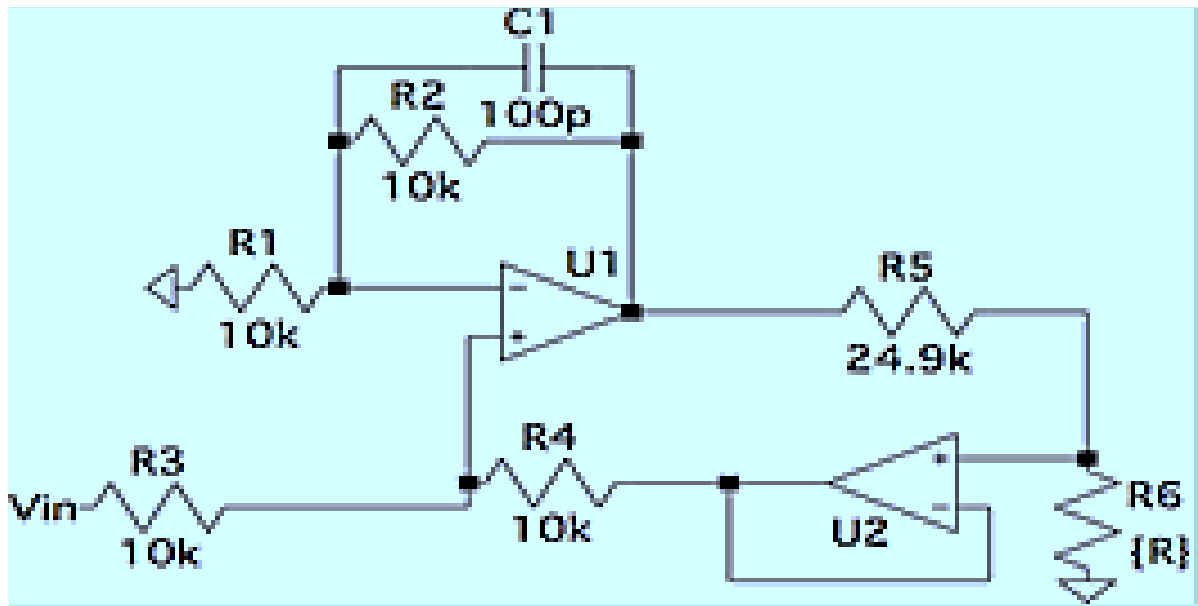 C1
R2
100p
10k
R1
U1
-
10k
+
R5
24.9k
R4
R3
+
Vin
-
R6
10k
10k
U2
{R}